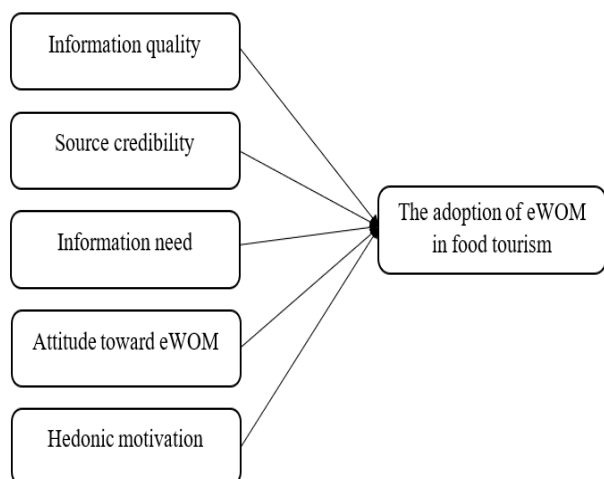 Information quality
Source credibility
Information need
Attitude toward eWOM
Hedonic motivation
The adoption of eWOM
in food tourism